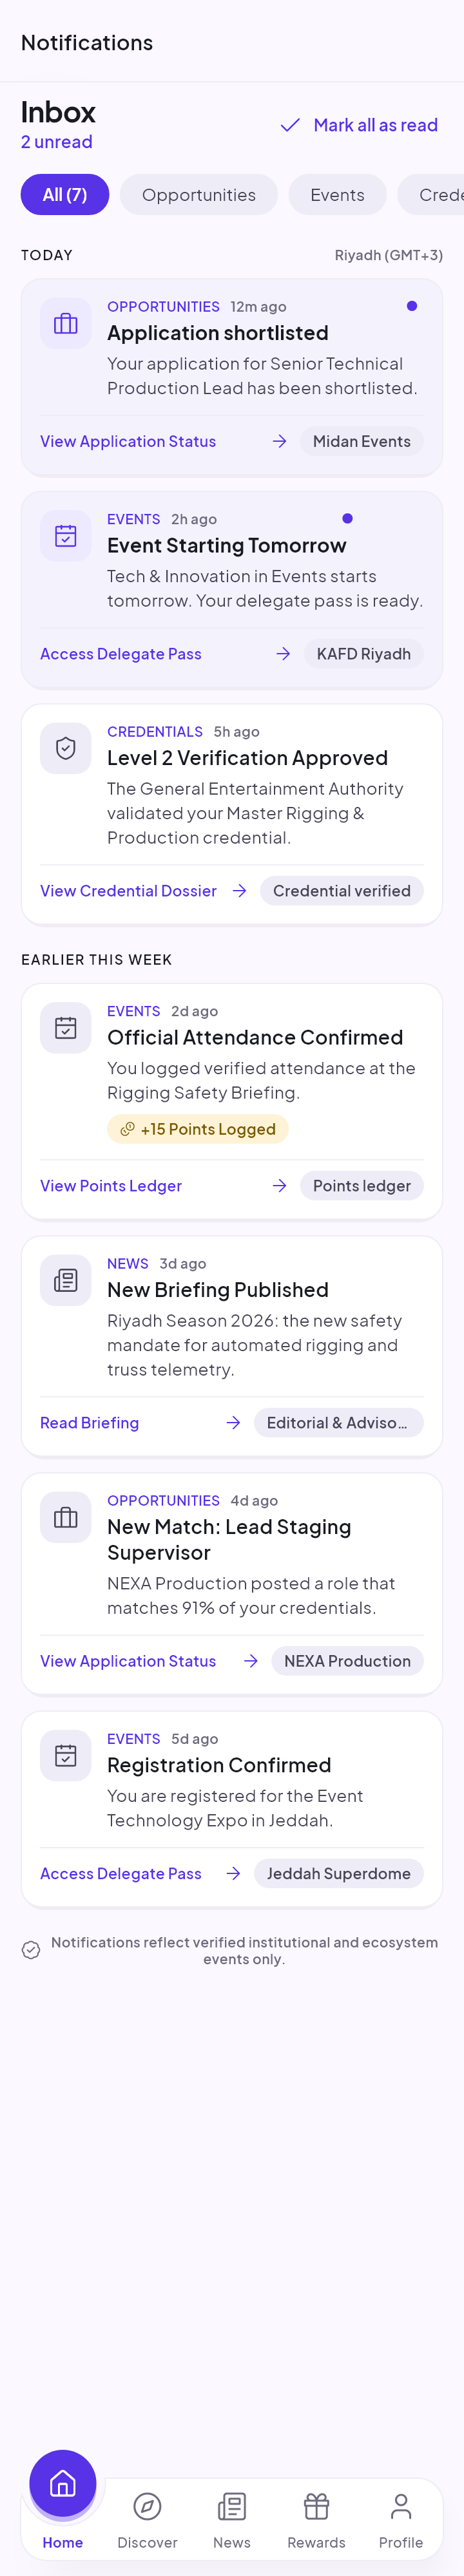 Notifications
Inbox
2 unread
Mark all as read
All (7)
Opportunities
Events
Crede
TODAY
Riyadh (GMT+3)
OPPORTUNITIES 12m ago
Application shortlisted
Your application for Senior Technical
Production Lead has been shortlisted.
View Application Status
Midan Events
EVENTS 2h ago
Event Starting Tomorrow
Tech & Innovation in Events starts
tomorrow. Your delegate pass is ready.
Access Delegate Pass
KAFD Riyadh
CREDENTIALS 5h ago
Level 2 Verification Approved
The General Entertainment Authority
validated your Master Rigging &
Production credential.
View Credential Dossier
Credential verified
EARLIER THIS WEEK
EVENTS 2d ago
Official Attendance Confirmed
You logged verified attendance at the
Rigging Safety Briefing.
+15 Points Logged
View Points Ledger
Points ledger
NEWS 3d ago
New Briefing Published
Riyadh Season 2026: the new safety
mandate for automated rigging and
truss telemetry.
Read Briefing
Editorial & Adviso...
OPPORTUNITIES 4d ago
New Match: Lead Staging
Supervisor
NEXA Production posted a role that
matches 91% of your credentials.
View Application Status
NEXA Production
EVENTS 5d ago
Registration Confirmed
You are registered for the Event
Technology Expo in Jeddah.
Access Delegate Pass
Jeddah Superdome
Notifications reflect verified institutional and ecosystem
events only.
Home
Discover
News
Rewards
Profile